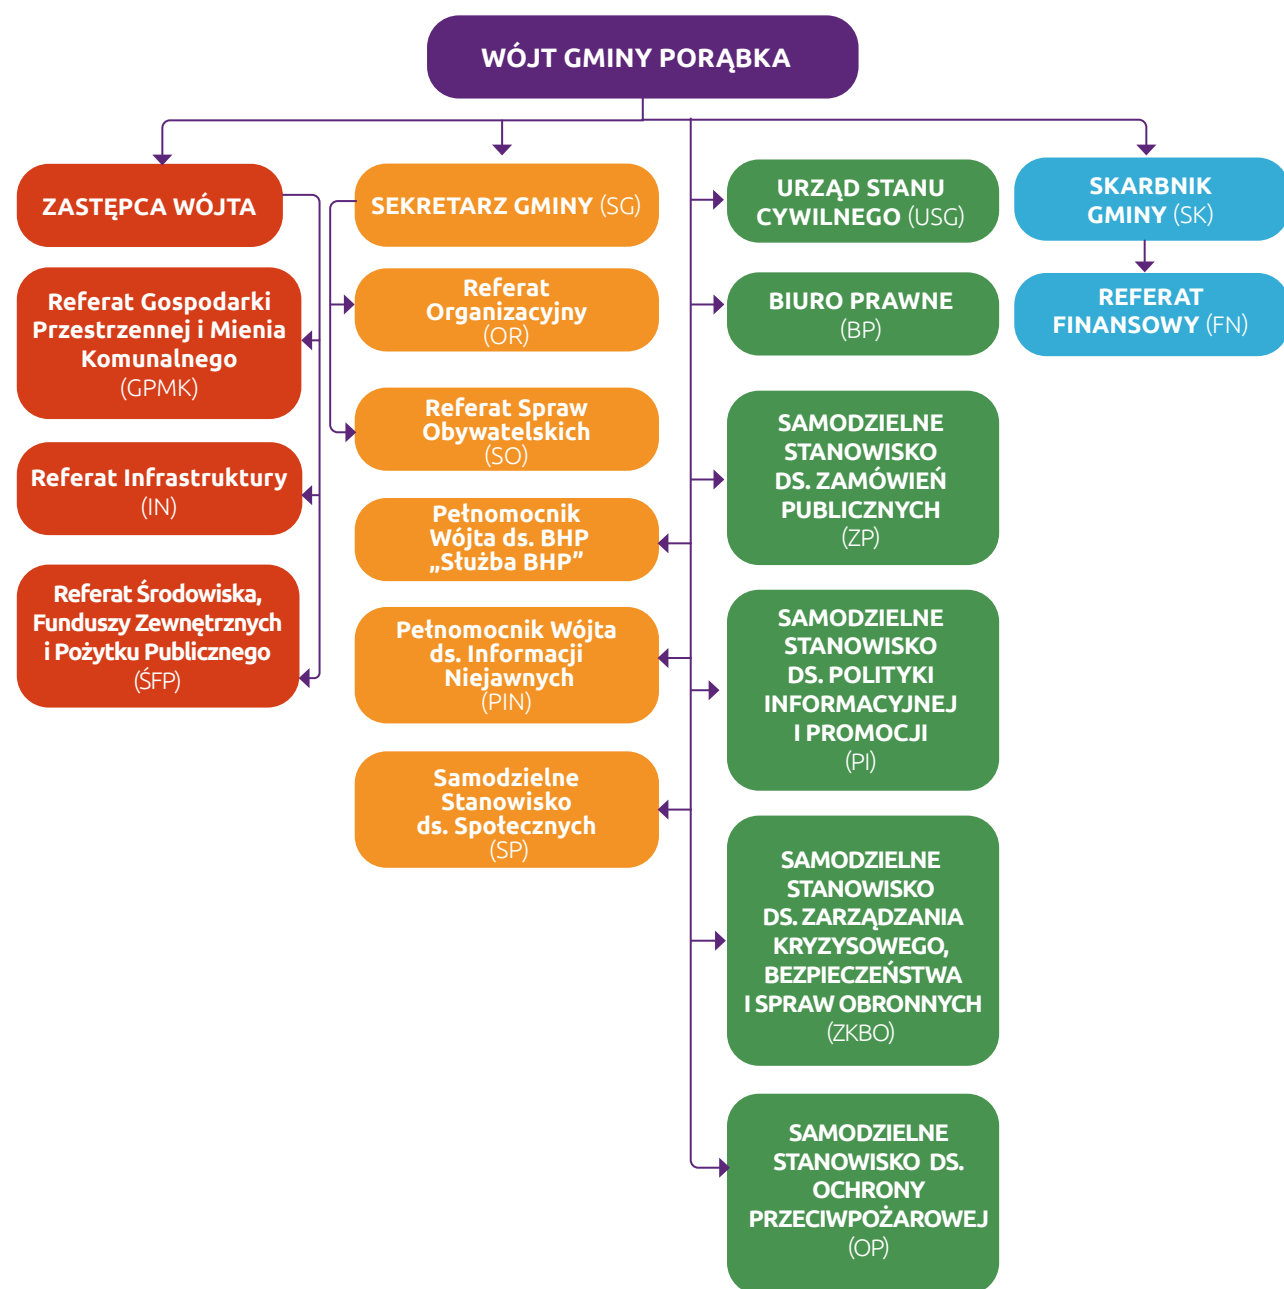 WÓJT GMINY PORĄBKA
ZASTĘPCA WÓJTA
Referat Gospodarki
Przestrzennej i Mienia
Komunalnego
(GPMK)
Referat Infrastruktury
(IN)
Referat Środowiska,
Funduszy Zewnętrznych
i Pożytku Publicznego
(ŚFP)
SEKRETARZ GMINY (SG)
Referat
Organizacyjny
(OR)
Referat Spraw
Obywatelskich
(SO)
Pełnomocnik
Wójta ds. BHP
„Służba BHP”
Pełnomocnik Wójta
ds. Informacji
Niejawnych
(PIN)
Samodzielne
Stanowisko
ds. Społecznych
(SP)
URZĄD STANU
CYWILNEGO (USG)
BIURO PRAWNE
(BP)
SAMODZIELNE
STANOWISKO
DS. ZAMÓWIEŃ
PUBLICZNYCH
(ZP)
SAMODZIELNE
STANOWISKO
DS. POLITYKI
INFORMACYJNEJ
I PROMOCJI
(PI)
SAMODZIELNE
STANOWISKO
DS. ZARZĄDZANIA
KRYZYSOWEGO,
BEZPIECZEŃSTWA
I SPRAW OBRONNYCH
(ZKBO)
SAMODZIELNE
STANOWISKO DS.
OCHRONY
PRZECIWPOŻAROWEJ
(OP)
SKARBNIK
GMINY (SK)
REFERAT
FINANSOWY (FN)